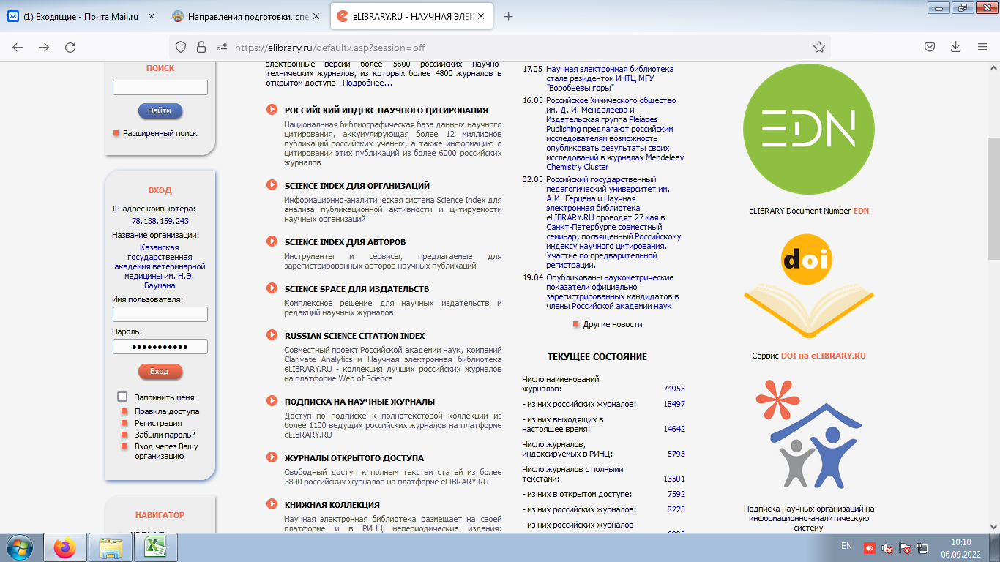 (1) Входящие - Почта Mail.ru
Направления подготовки, спе
eLIBRARY.RU - НАУЧНАЯ ЭЛЕК
https://elibrary.ru/defaultx.asp?session=off
ПОИСК
Найти
Расширенный поиск
ВХОД
IP-адрес компьютера:
78.138.159.243
Название организации:
Казанская
государственная
академия ветеринарной
медицины им. Н.Э.
Баумана
Имя пользователя:
Пароль:
Вход
Запомнить меня
Правила доступа
Регистрация
Забыли пароль?
Вход через Вашу
организацию
НАВИГАТОР
электронные версии более 5600 российских научно-
технических журналов, из которых более 4800 журналов в
открытом доступе. Подробнее...
РОССИЙСКИЙ ИНДЕКС НАУЧНОГО ЦИТИРОВАНИЯ
Национальная библиографическая база данных научного
цитирования, аккумулирующая более 12 миллионов
публикаций российских ученых, а также информацию о
цитировании этих публикаций из более 6000 российских
журналов
SCIENCE INDEX ДЛЯ ОРГАНИЗАЦИЙ
Информационно-аналитическая система Science Index для
анализа публикационной активности и цитируемости
научных организаций
SCIENCE INDEX ДЛЯ АВТОРОВ
Инструменты и сервисы, предлагаемые для
зарегистрированных авторов научных публикаций
SCIENCE SPACE ДЛЯ ИЗДАТЕЛЬСТВ
Комплексное решение для научных издательств и
редакций научных журналов
RUSSIAN SCIENCE CITATION INDEX
Совместный проект Российской академии наук, компаний
Clarivate Analytics и Научная электронная библиотека
eLIBRARY.RU - коллекция лучших российских журналов
на платформе Web of Science
ПОДПИСКА НА НАУЧНЫЕ ЖУРНАЛЫ
Доступ по подписке к полнотекстовой коллекции из
более 1100 ведущих российских журналов на платформе
eLIBRARY.RU
ЖУРНАЛЫ ОТКРЫТОГО ДОСТУПА
Свободный доступ к полным текстам статей из более
3800 российских журналов на платформе eLIBRARY.RU
КНИЖНАЯ КОЛЛЕКЦИЯ
Научная электронная библиотека размещает на своей
платформе и в РИНЦ непериодические издания:
17.05 Научная электронная библиотека
стала резидентом ИНТЦ МГУ
"Воробьевы горы"
16.05 Российское Химического общество
им. Д. И. Менделеева и
Издательская группа Pleiades
Publishing предлагают российским
исследователям возможность
опубликовать результаты своих
исследований в журналах Mendeleev
Chemistry Cluster
02.05 Российский государственный
педагогический университет им.
А.И. Герцена и Научная
электронная библиотека
eLIBRARY.RU проводят 27 мая в
Санкт-Петербурге совместный
семинар, посвященный Российскому
индексу научного цитирования.
Участие по предварительной
регистрации.
19.04 Опубликованы наукометрические
показатели официально
зарегистрированных кандидатов в
члены Российской академии наук
Другие новости
ТЕКУЩЕЕ СОСТОЯНИЕ
Число наименований
журналов: 74953
- из них российских журналов: 18497
- из них выходящих в
настоящее время: 14642
Число журналов,
индексируемых в РИНЦ: 5793
Число журналов с полными
текстами: 13501
- из них в открытом доступе: 7592
- из них российских журналов: 8225
- из них российских журналов
EDN
eLIBRARY Document Number EDN
doi
Сервис DOI на eLIBRARY.RU
Подписка научных организаций на
информационно-аналитическую
систему
EN
10:10
06.09.2022